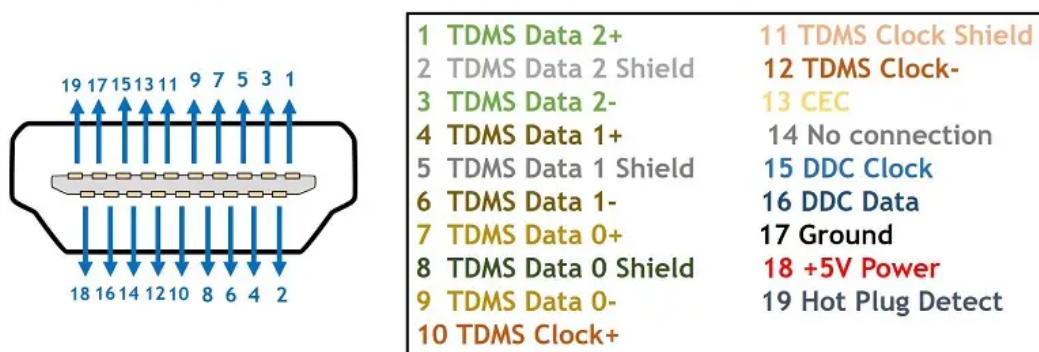 19 17 15 13 11 9 7 5 3 1
18 16 14 12 10 8 6 4 2
1 TDMS Data 2+
2 TDMS Data 2 Shield
3 TDMS Data 2-
4 TDMS Data 1+
5 TDMS Data 1 Shield
6 TDMS Data 1-
7 TDMS Data 0+
8 TDMS Data 0 Shield
9 TDMS Data 0-
10 TDMS Clock+
11 TDMS Clock Shield
12 TDMS Clock-
13 CEC
14 No connection
15 DDC Clock
16 DDC Data
17 Ground
18 +5V Power
19 Hot Plug Detect